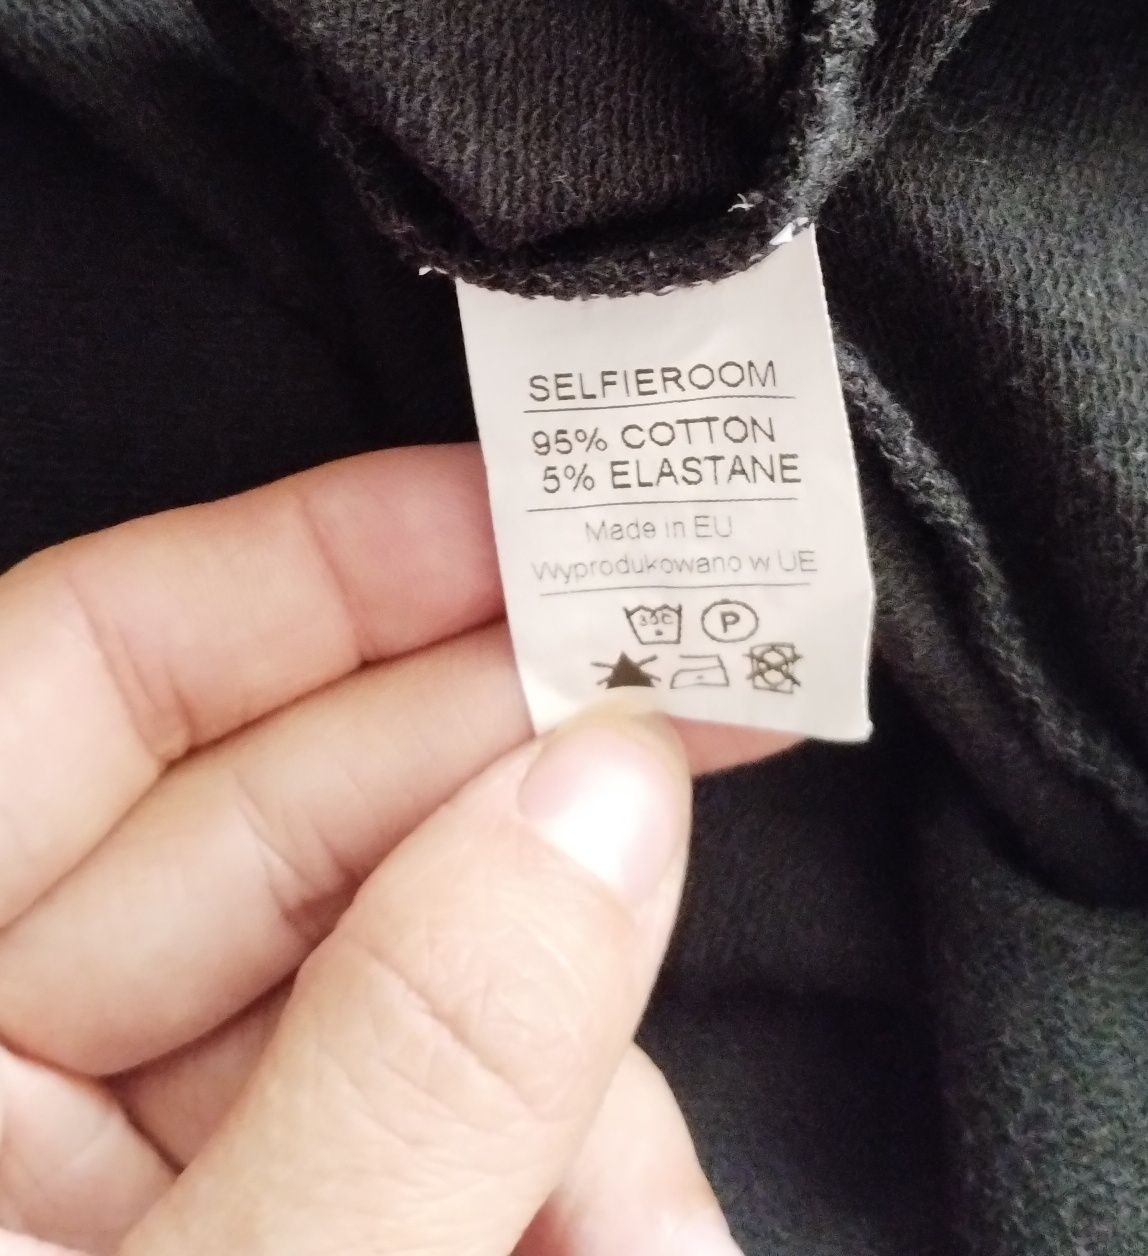 SELFIEROOM
95% COTTON
5% ELASTANE
Made in EU
Wyprodukowano w UE
30C P